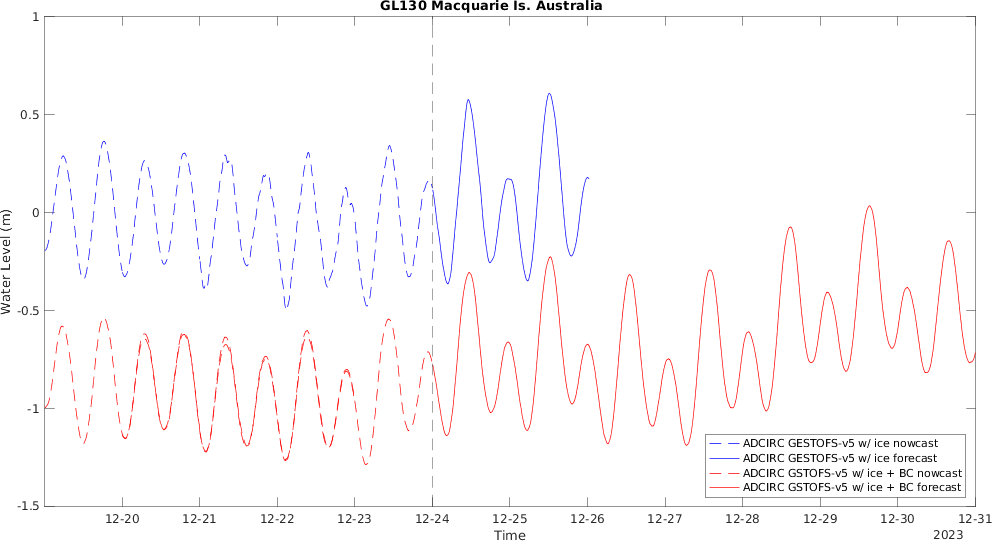 GL130 Macquarie Is. Australia
Water Level (m)
1
0.5
0
-0.5
-1
-1.5
ADCIRC GESTOFS-v5 w/ ice nowcast
ADCIRC GESTOFS-v5 w/ ice forecast
ADCIRC GSTOFS-v5 w/ ice + BC nowcast
ADCIRC GSTOFS-v5 w/ ice + BC forecast
12-20 12-21 12-22 12-23 12-24 12-25 12-26 12-27 12-28 12-29 12-30 12-31
Time
2023